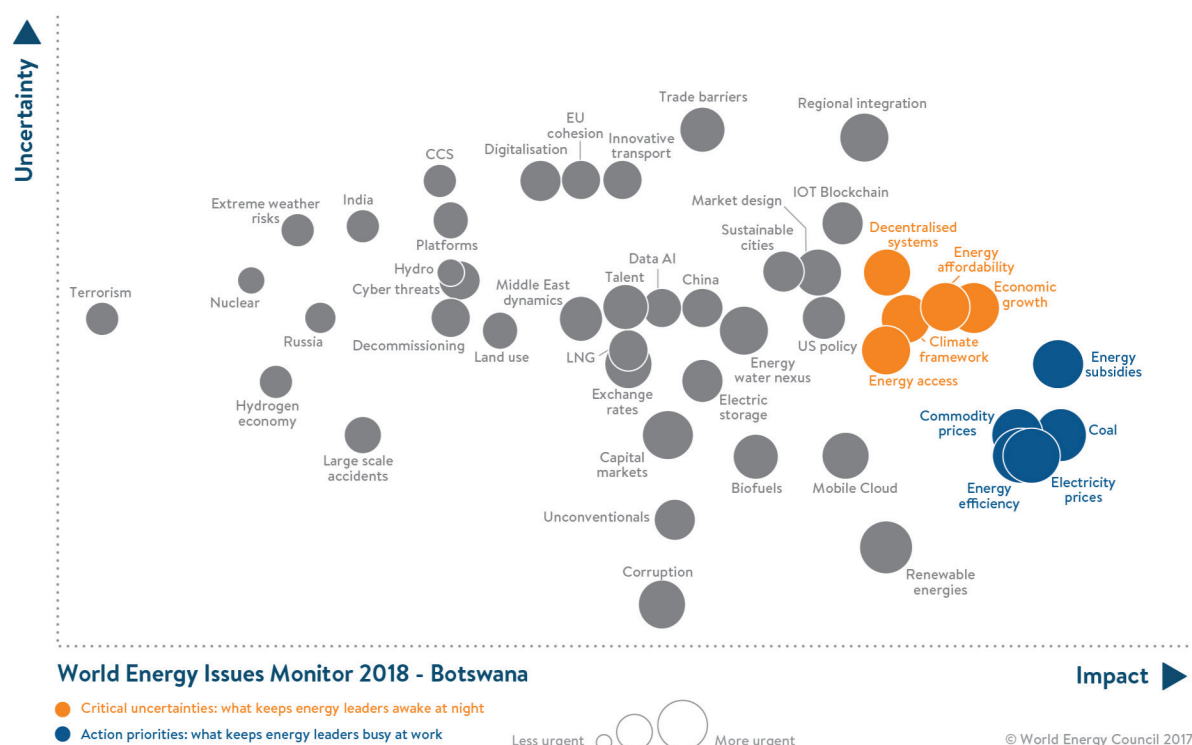 Uncertainty
Trade barriers
Regional integration
EU
cohesion
Innovative
transport
Digitalisation
CCS
Market design
IOT Blockchain
Extreme weather
risks
India
Platforms
Sustainable
cities
Decentralised
systems
Energy
affordability
Hydro
Data AI
Talent
China
Economic
growth
Terrorism
Nuclear
Cyber threats
Middle East
dynamics
Russia
Decommissioning
Land use
LNG
Energy
water nexus
US policy
Climate
framework
Energy access
Energy
subsidies
Hydrogen
economy
Exchange
rates
Electric
storage
Commodity
prices
Coal
Large scale
accidents
Capital
markets
Biofuels
Mobile Cloud
Energy
efficiency
Electricity
prices
Unconventionals
Corruption
Renewable
energies
World Energy Issues Monitor 2018 - Botswana
Impact
Critical uncertainties: what keeps energy leaders awake at night
Action priorities: what keeps energy leaders busy at work
Less urgent
More urgent
© World Energy Council 2017